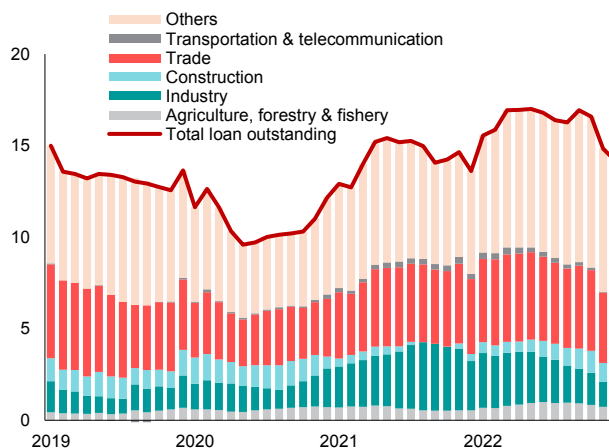 Others
Transportation & telecommunication
Trade
Construction
Industry
Agriculture, forestry & fishery
Total loan outstanding
20
15
10
5
0
2019 2020 2021 2022